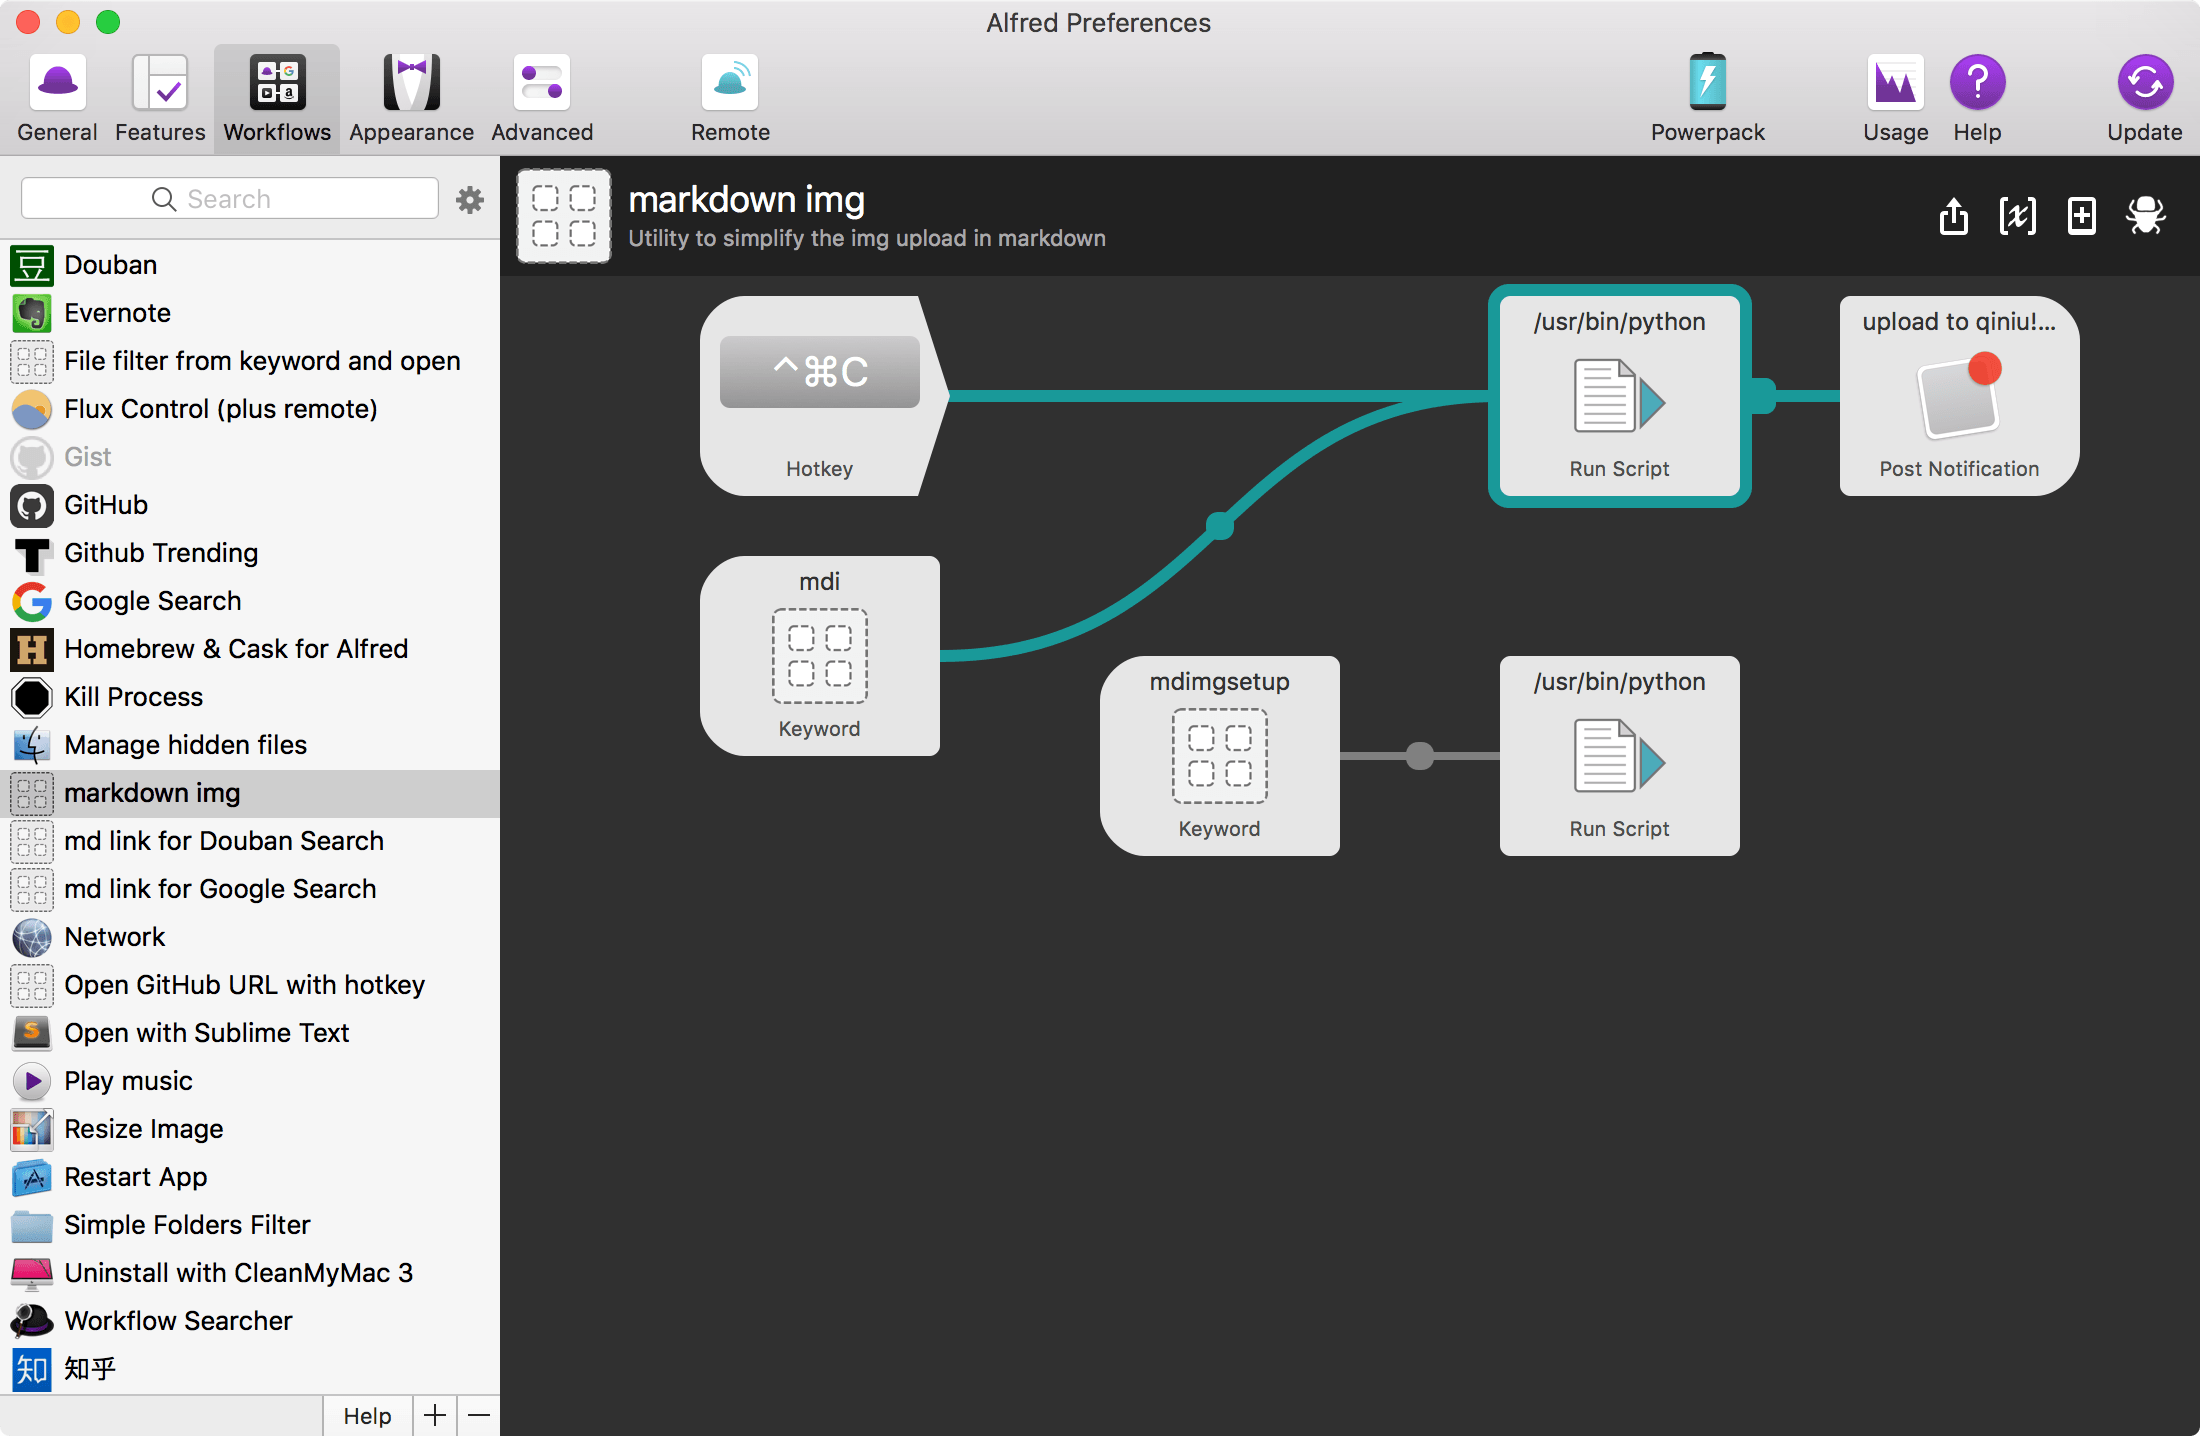 Alfred Preferences
General
Features
Workflows
Appearance
Advanced
Remote
Powerpack
Usage
Help
Update
Search
豆 Douban
Evernote
File filter from keyword and open
Flux Control (plus remote)
Gist
GitHub
Github Trending
Google Search
Homebrew & Cask for Alfred
Kill Process
Manage hidden files
markdown img
md link for Douban Search
md link for Google Search
Network
Open GitHub URL with hotkey
Open with Sublime Text
Play music
Resize Image
Restart App
Simple Folders Filter
Uninstall with CleanMyMac 3
Workflow Searcher
知 知乎
Help
markdown img
Utility to simplify the img upload in markdown
^⌘C
Hotkey
/usr/bin/python
Run Script
upload to qiniu!...
Post Notification
mdi
Keyword
mdimgsetup
Keyword
/usr/bin/python
Run Script